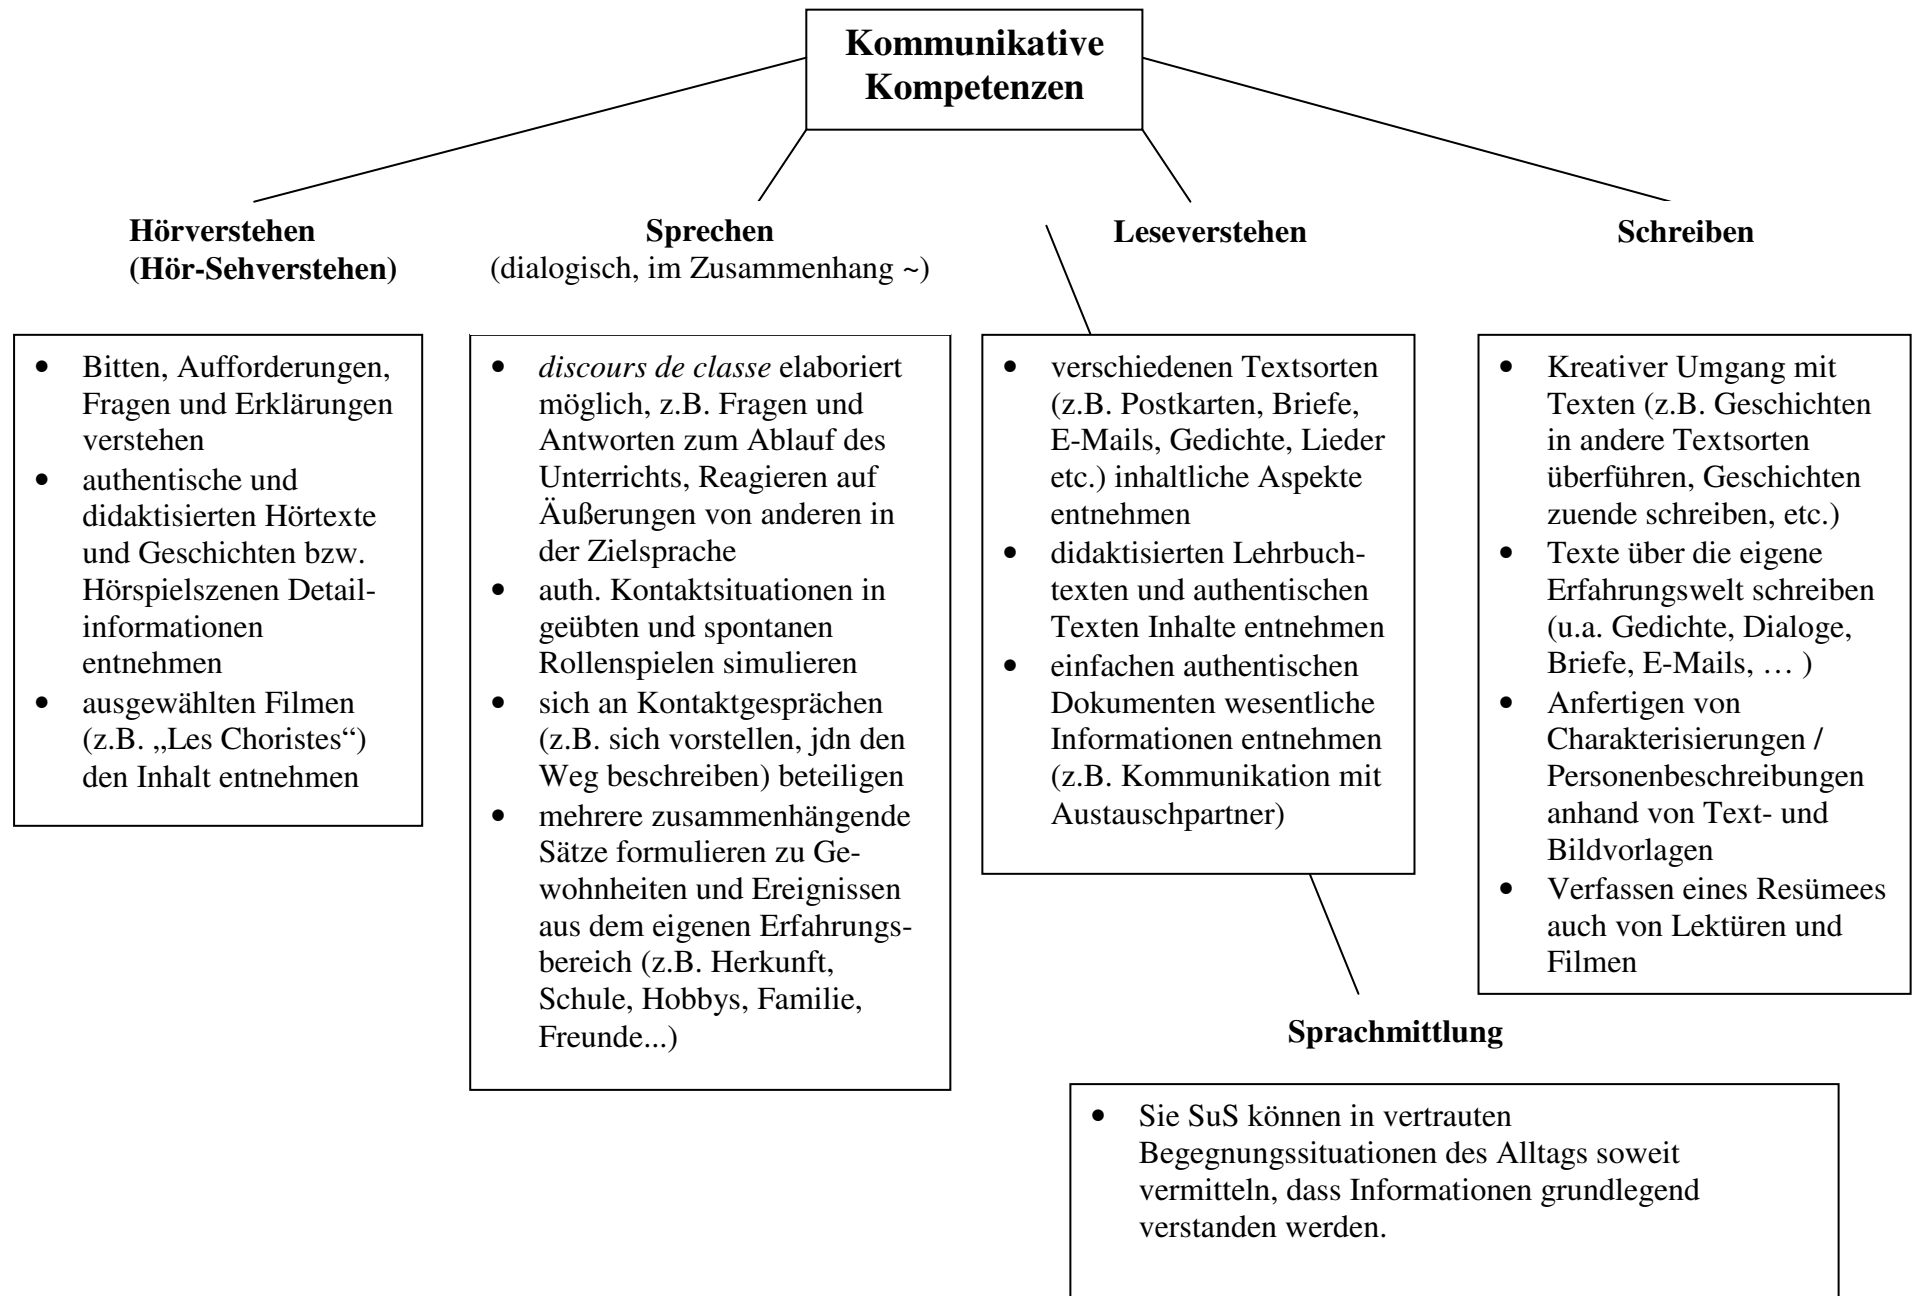 Kommunikative
Kompetenzen
Hörverstehen
(Hör-Sehverstehen)
Sprechen
(dialogisch, im Zusammenhang ~)
Leseverstehen
Schreiben
• Bitten, Aufforderungen,
Fragen und Erklärungen
verstehen
• authentische und
didaktisierten Hörtexte
und Geschichten bzw.
Hörspielszenen Detail-
informationen
entnehmen
• ausgewählten Filmen
(z.B. „Les Choristes“)
den Inhalt entnehmen
• discours de classe elaboriert
möglich, z.B. Fragen und
Antworten zum Ablauf des
Unterrichts, Reagieren auf
Äußerungen von anderen in
der Zielsprache
• auth. Kontaktsituationen in
geübten und spontanen
Rollenspielen simulieren
• sich an Kontaktgesprächen
(z.B. sich vorstellen, jdn den
Weg beschreiben) beteiligen
• mehrere zusammenhängende
Sätze formulieren zu Ge-
wohnheiten und Ereignissen
aus dem eigenen Erfahrungs-
bereich (z.B. Herkunft,
Schule, Hobbys, Familie,
Freunde...)
• verschiedenen Textsorten
(z.B. Postkarten, Briefe,
E-Mails, Gedichte, Lieder
etc.) inhaltliche Aspekte
entnehmen
• didaktisierten Lehrbuch-
texten und authentischen
Texten Inhalte entnehmen
• einfachen authentischen
Dokumenten wesentliche
Informationen entnehmen
(z.B. Kommunikation mit
Austauschpartner)
• Kreativer Umgang mit
Texten (z.B. Geschichten
in andere Textsorten
überführen, Geschichten
zuende schreiben, etc.)
• Texte über die eigene
Erfahrungswelt schreiben
(u.a. Gedichte, Dialoge,
Briefe, E-Mails, … )
• Anfertigen von
Charakterisierungen /
Personenbeschreibungen
anhand von Text- und
Bildvorlagen
• Verfassen eines Resümees
auch von Lektüren und
Filmen
Sprachmittlung
• Sie SuS können in vertrauten
Begegnungssituationen des Alltags soweit
vermitteln, dass Informationen grundlegend
verstanden werden.